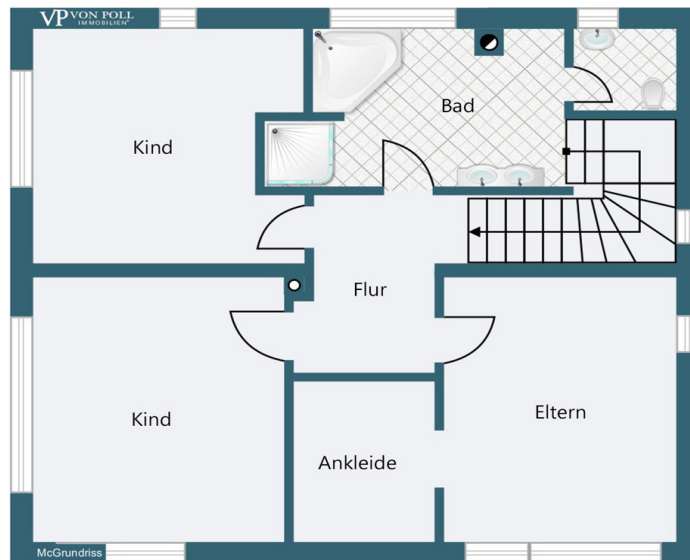 VP VON POLL
IMMOBILIEN
Kind
Bad
Flur
Kind
Ankleide
Eltern
McGrundriss